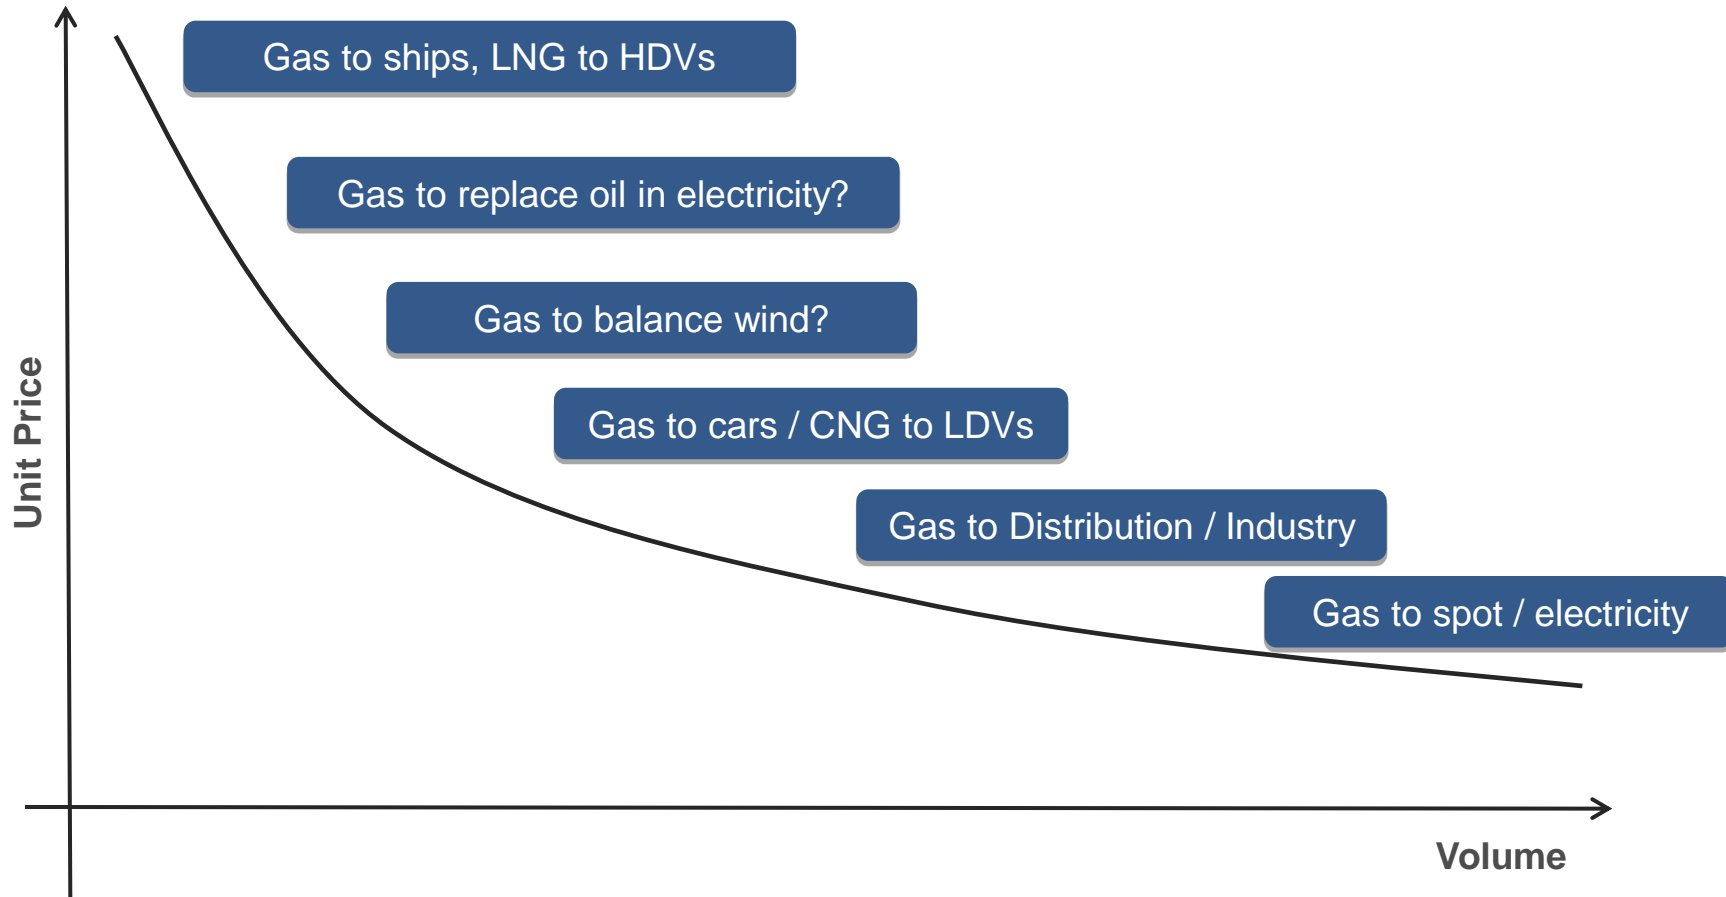 Gas to ships, LNG to HDVs
Gas to replace oil in electricity?
Gas to balance wind?
Unit Price
Gas to cars / CNG to LDVs
Gas to Distribution / Industry
Gas to spot / electricity
Volume